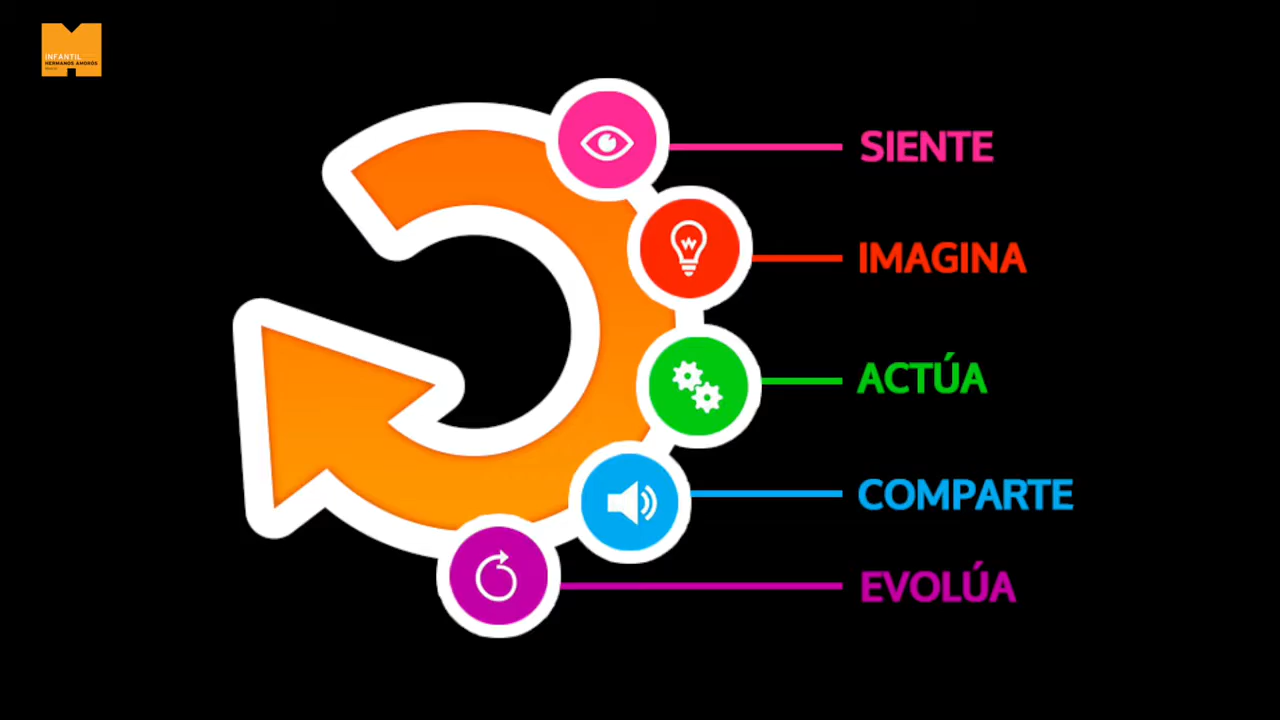 INFANTIL
HERMANOS AMORÓS
SIENTE
IMAGINA
ACTÚA
COMPARTE
EVOLÚA